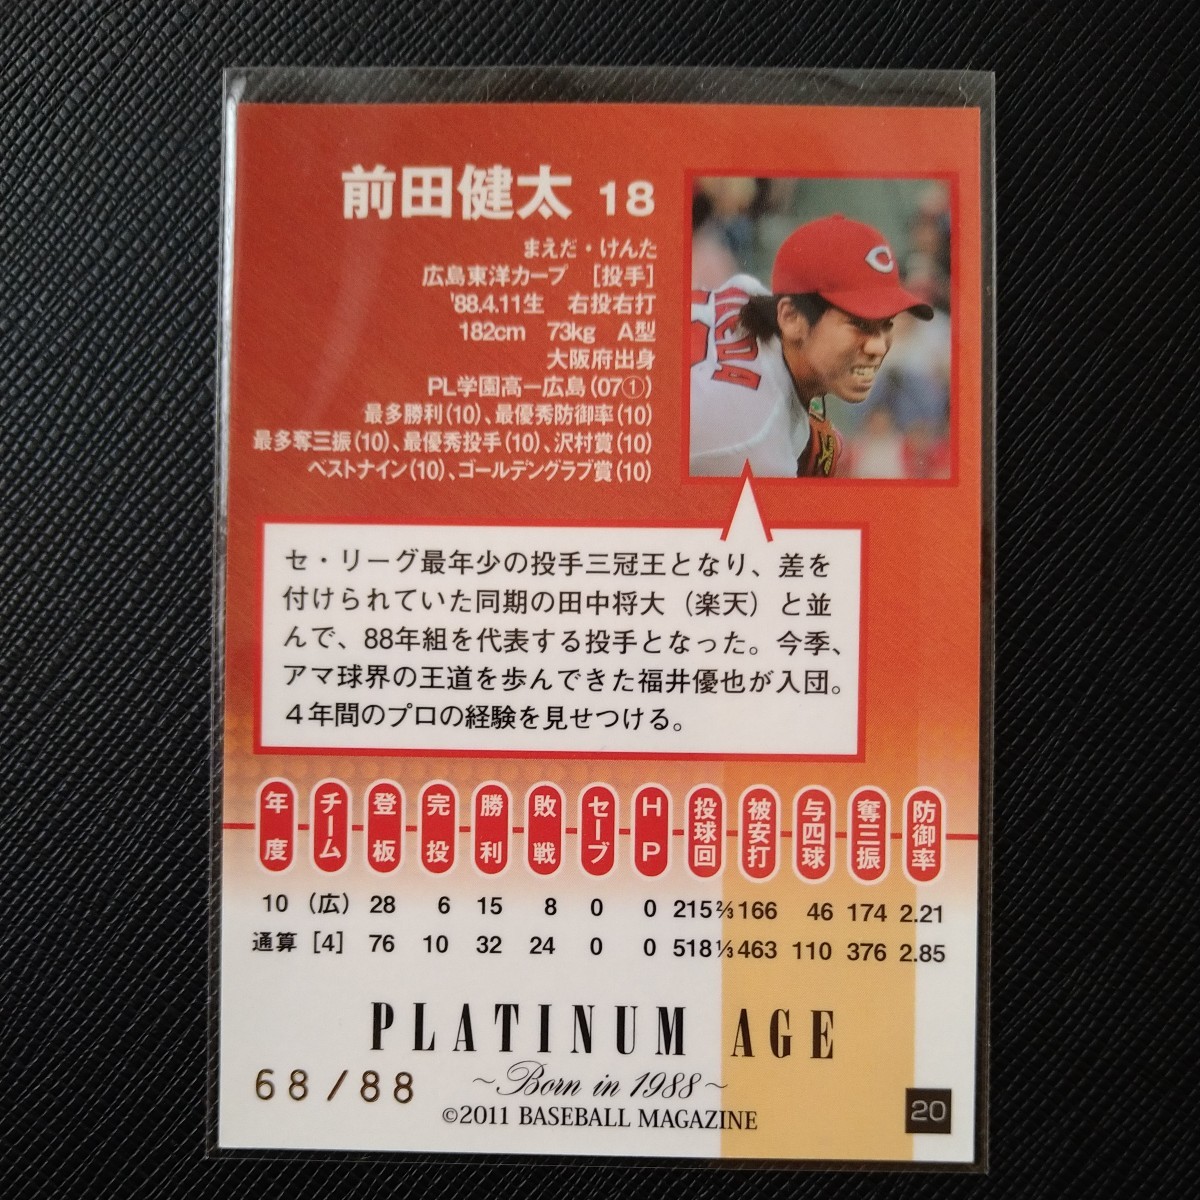 前田健太 18
まえだ・けんた
広島東洋カープ ［投手］
'88.4.11生 右投右打
182cm 73kg A型
大阪府出身
PL学園高ー広島(07①)
最多勝利(10)、最優秀防御率(10)
最多奪三振(10)、最優秀投手(10)、沢村賞(10)
ベストナイン(10)、ゴールデングラブ賞(10)
C
セ・リーグ最年少の投手三冠王となり、差を
付けられていた同期の田中将大（楽天）と並
んで、88年組を代表する投手となった。今季、
アマ球界の王道を歩んできた福井優也が入団。
４年間のプロの経験を見せつける。
年度 チーム 登板 完投 勝利 敗戦 セーブ HP 投球回 被安打 与四球 奪三振 防御率
10 （広） 28 6 15 8 0 0 215⅔ 166 46 174 2.21
通算 ［4］ 76 10 32 24 0 0 518⅓ 463 110 376 2.85
PLATINUM AGE
～Born in 1988～
68/88
©2011 BASEBALL MAGAZINE
20